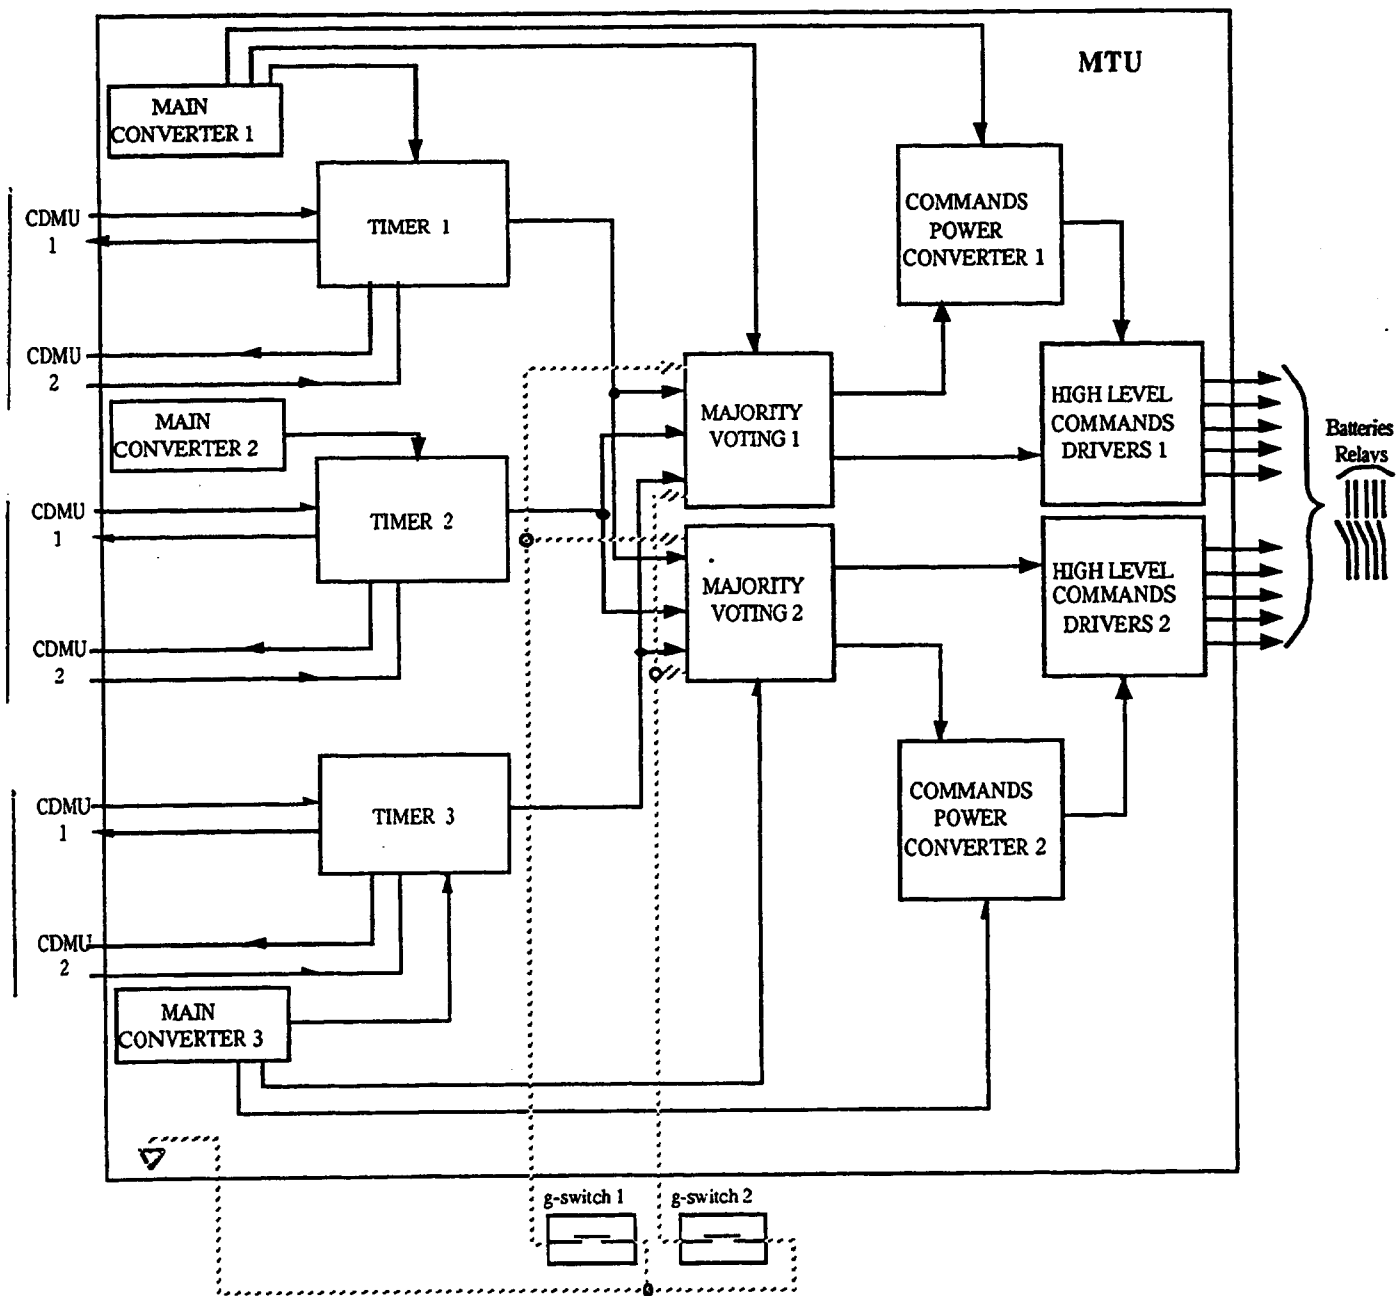 MTU
MAIN
CONVERTER 1
TIMER 1
CDMU
1
CDMU
2
COMMANDS
POWER
CONVERTER 1
MAIN
CONVERTER 2
MAJORITY
VOTING 1
HIGH LEVEL
COMMANDS
DRIVERS 1
Batteries
Relays
CDMU
1
TIMER 2
MAJORITY
VOTING 2
HIGH LEVEL
COMMANDS
DRIVERS 2
CDMU
2
CDMU
1
TIMER 3
COMMANDS
POWER
CONVERTER 2
CDMU
2
MAIN
CONVERTER 3
g-switch 1
g-switch 2